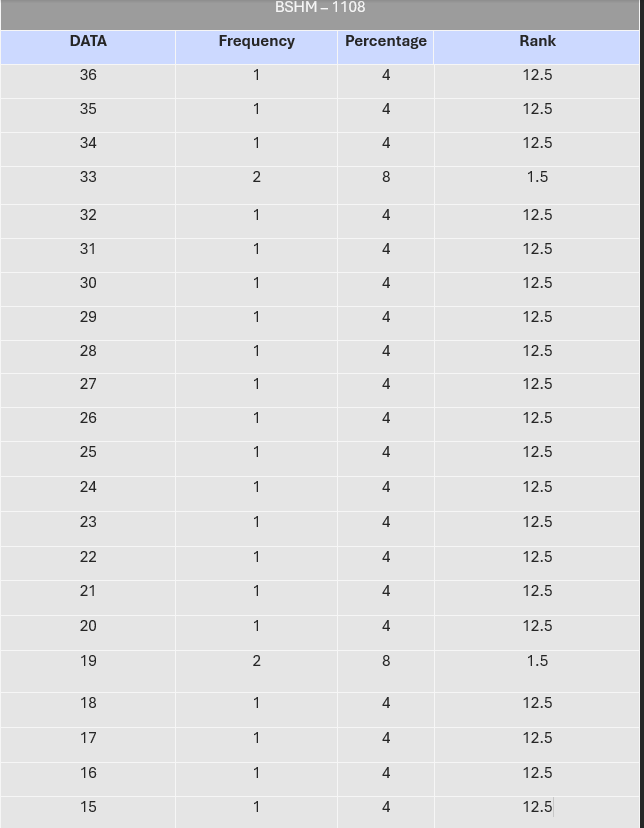 BSHM – 1108
DATA Frequency Percentage Rank
36 1 4 12.5
35 1 4 12.5
34 1 4 12.5
33 2 8 1.5
32 1 4 12.5
31 1 4 12.5
30 1 4 12.5
29 1 4 12.5
28 1 4 12.5
27 1 4 12.5
26 1 4 12.5
25 1 4 12.5
24 1 4 12.5
23 1 4 12.5
22 1 4 12.5
21 1 4 12.5
20 1 4 12.5
19 2 8 1.5
18 1 4 12.5
17 1 4 12.5
16 1 4 12.5
15 1 4 12.5